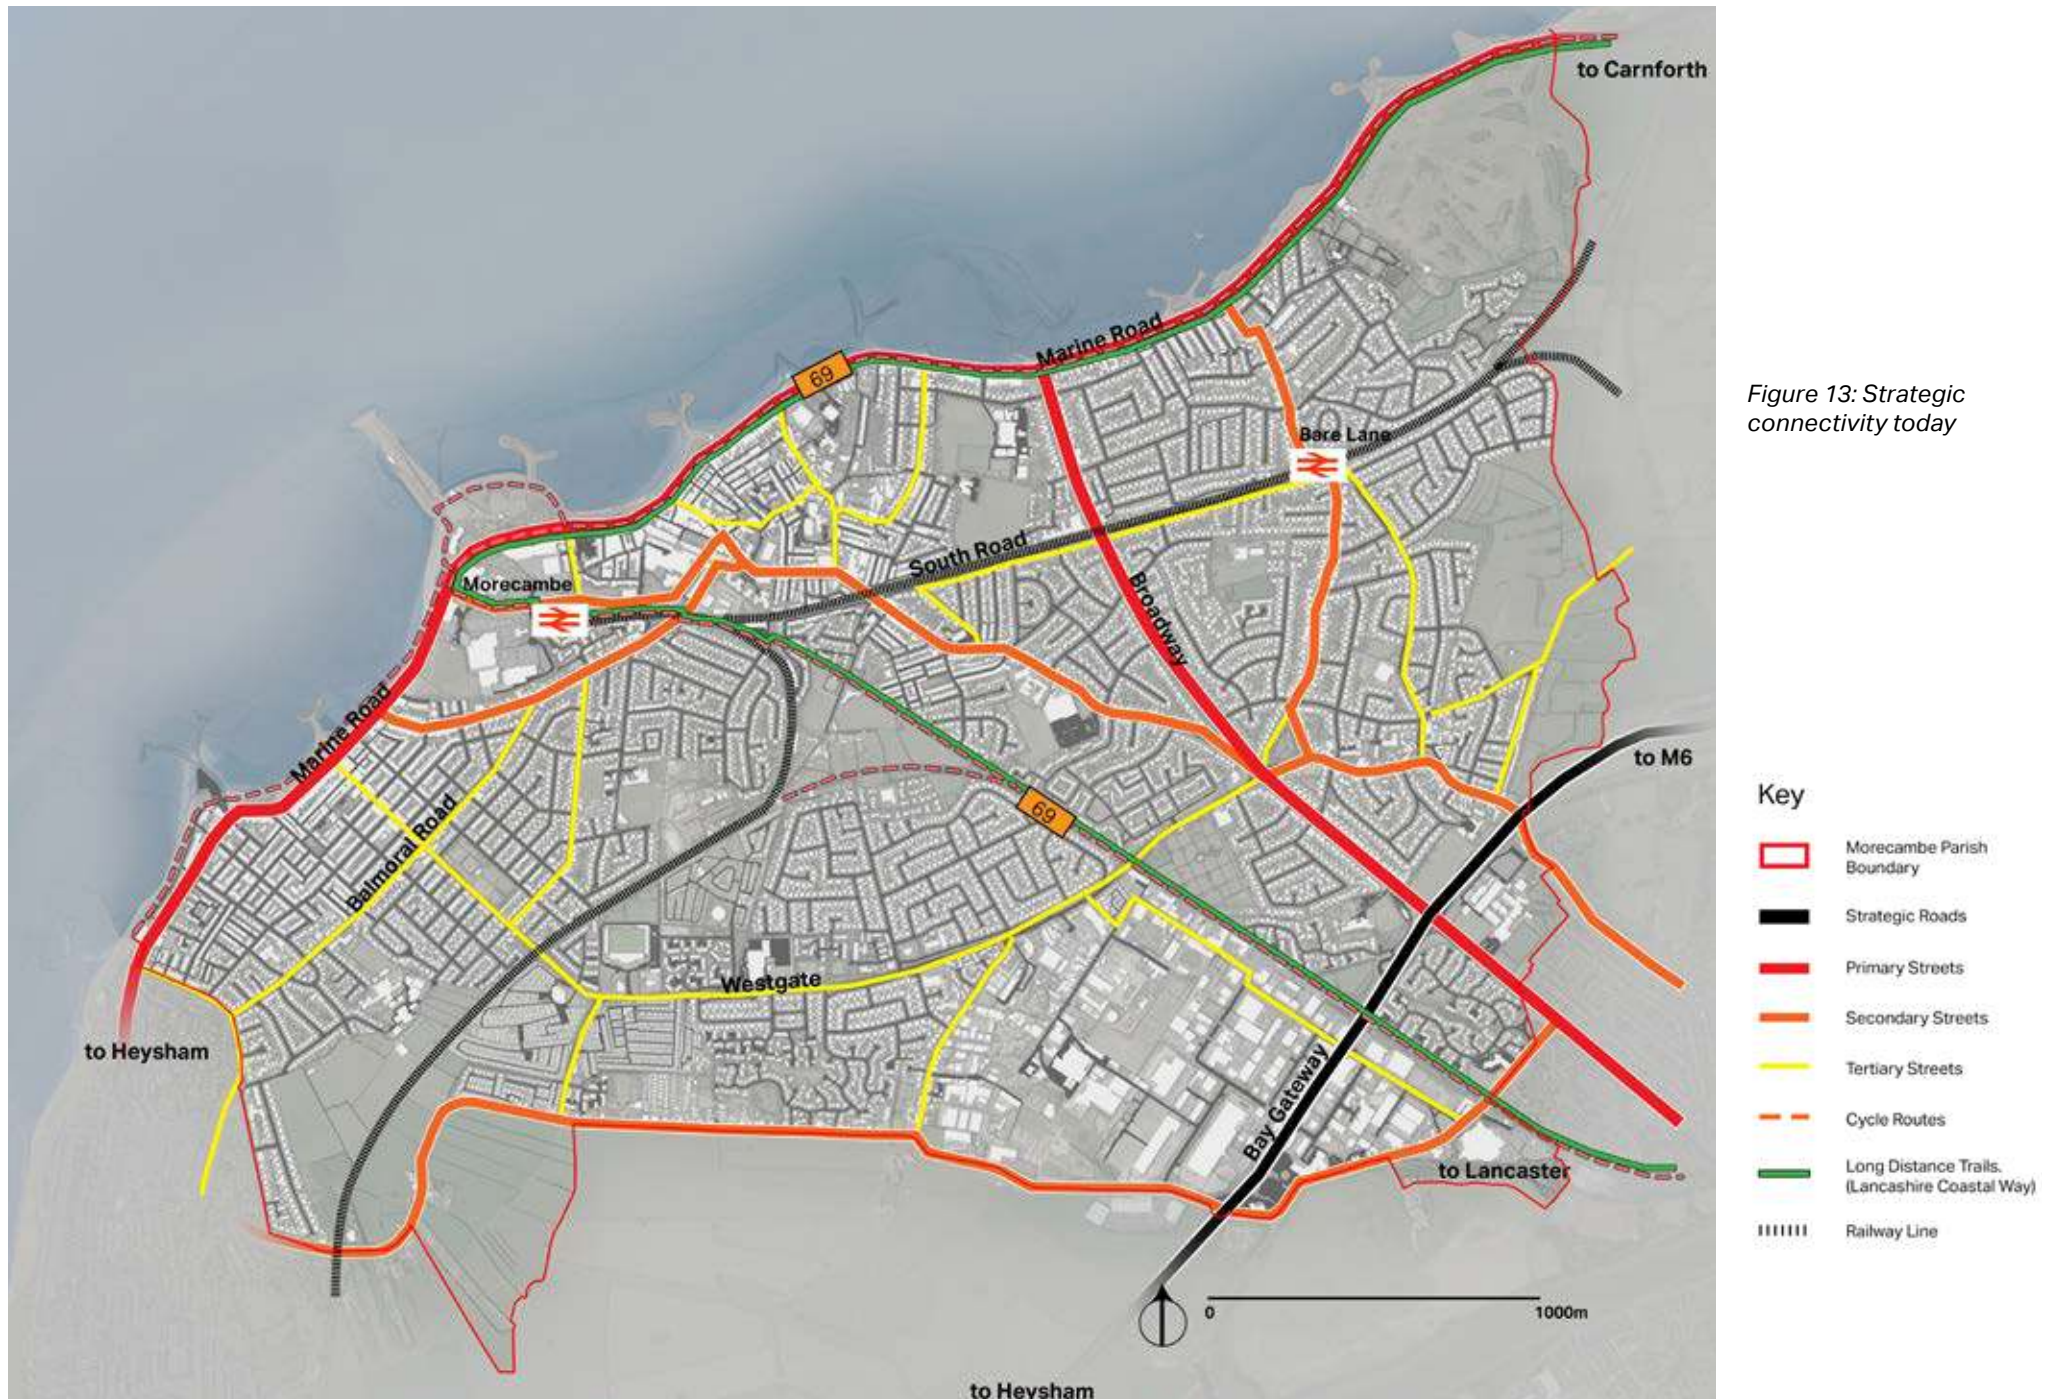 to Carnforth
Marine Road
69
Bare Lane
Figure 13: Strategic
connectivity today
South Road
Morecambe
Broadway
Marine Road
to M6
Key
69
Balmoral Road
Morecambe Parish
Boundary
Strategic Roads
Westgate
Primary Streets
Secondary Streets
to Heysham
Tertiary Streets
Bay Gateway
Cycle Routes
to Lancaster
Long Distance Trails.
(Lancashire Coastal Way)
Railway Line
0
1000m
to Heysham